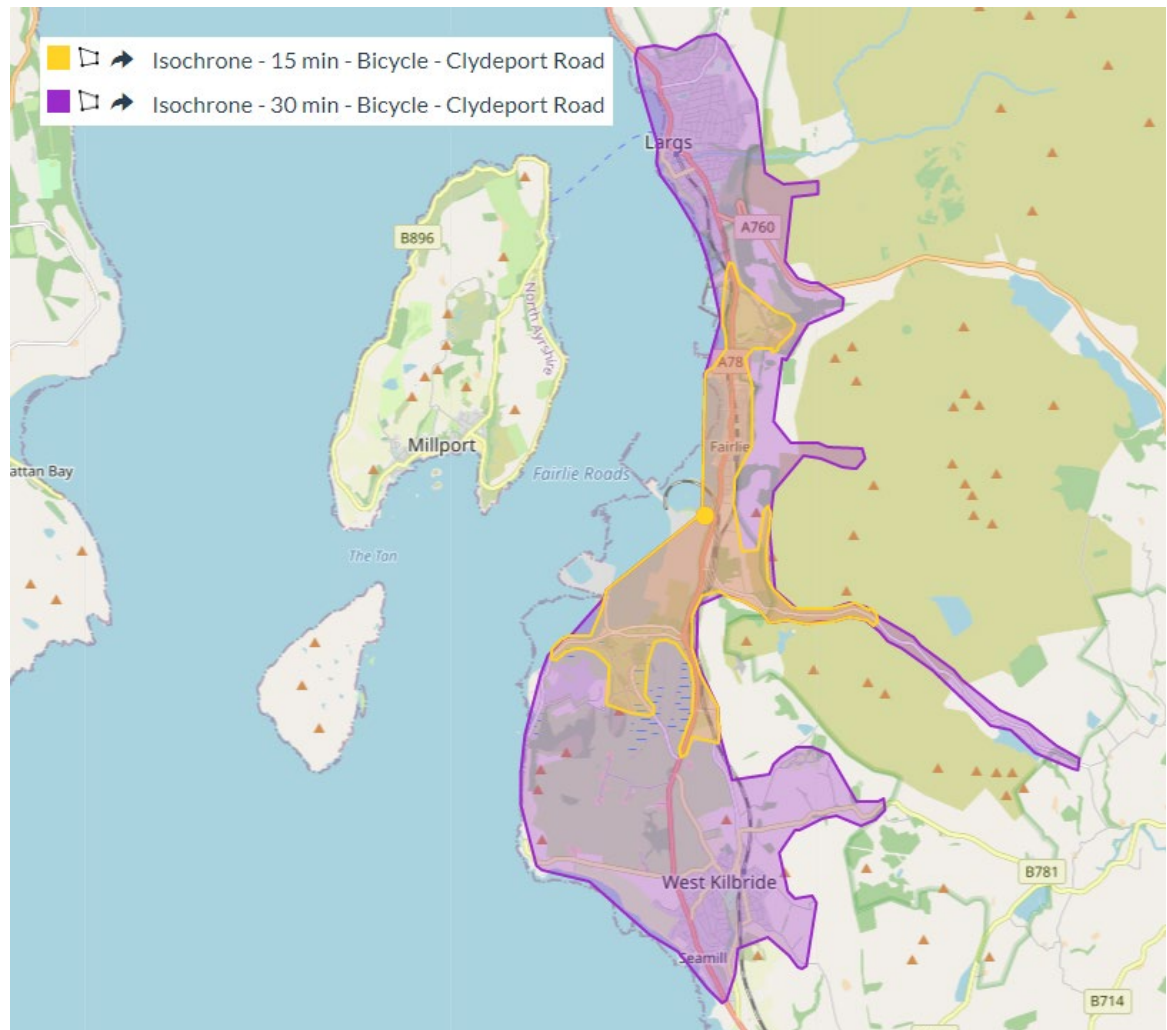 Isochrone - 15 min - Bicycle - Clydeport Road
Isochrone - 30 min - Bicycle - Clydeport Road
Largs
A760
B896
North Ayrshire
A78
Millport
Fairlie
attan Bay
Fairlie Roads
The Tan
B781
West Kilbride
Seamill
B714